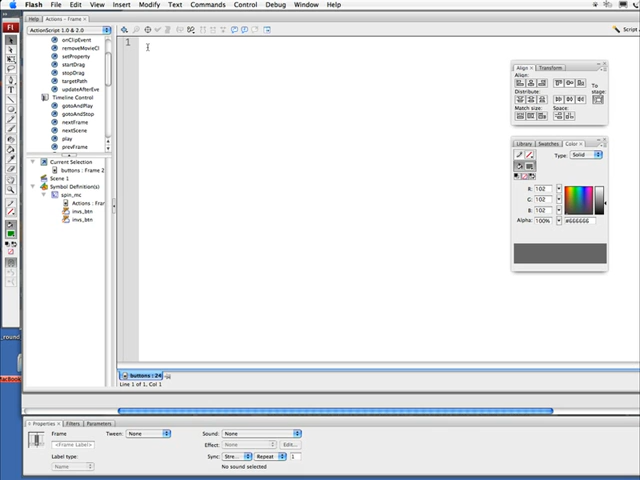 Flash File Edit View Insert Modify Text Commands Control Debug Window Help
Help Actions - Frame
ActionScript 1.0 & 2.0
Script
onClipEvent
removeMovieCl
setProperty
startDrag
stopDrag
targetPath
updateAfterEve
Timeline Control
gotoAndPlay
gotoAndStop
nextFrame
nextScene
play
prevFrame
Current Selection
buttons : Frame 2
Scene 1
Symbol Definition(s)
spin_mc
Actions : Frar
invs_btn
invs_btn
1
Align Transform
Align:
Distribute:
Match size: Space:
To
stage:
Library Swatches Color
Type: Solid
R: 102
G: 102
B: 102
Alpha: 100% #666666
_round
MacBook
buttons : 24
Line 1 of 1, Col 1
Properties Filters Parameters
Frame Tween: None Sound: None
<Frame Label> Effect: None Edit...
Label type: Sync: Stre... Repeat 1
Name No sound selected